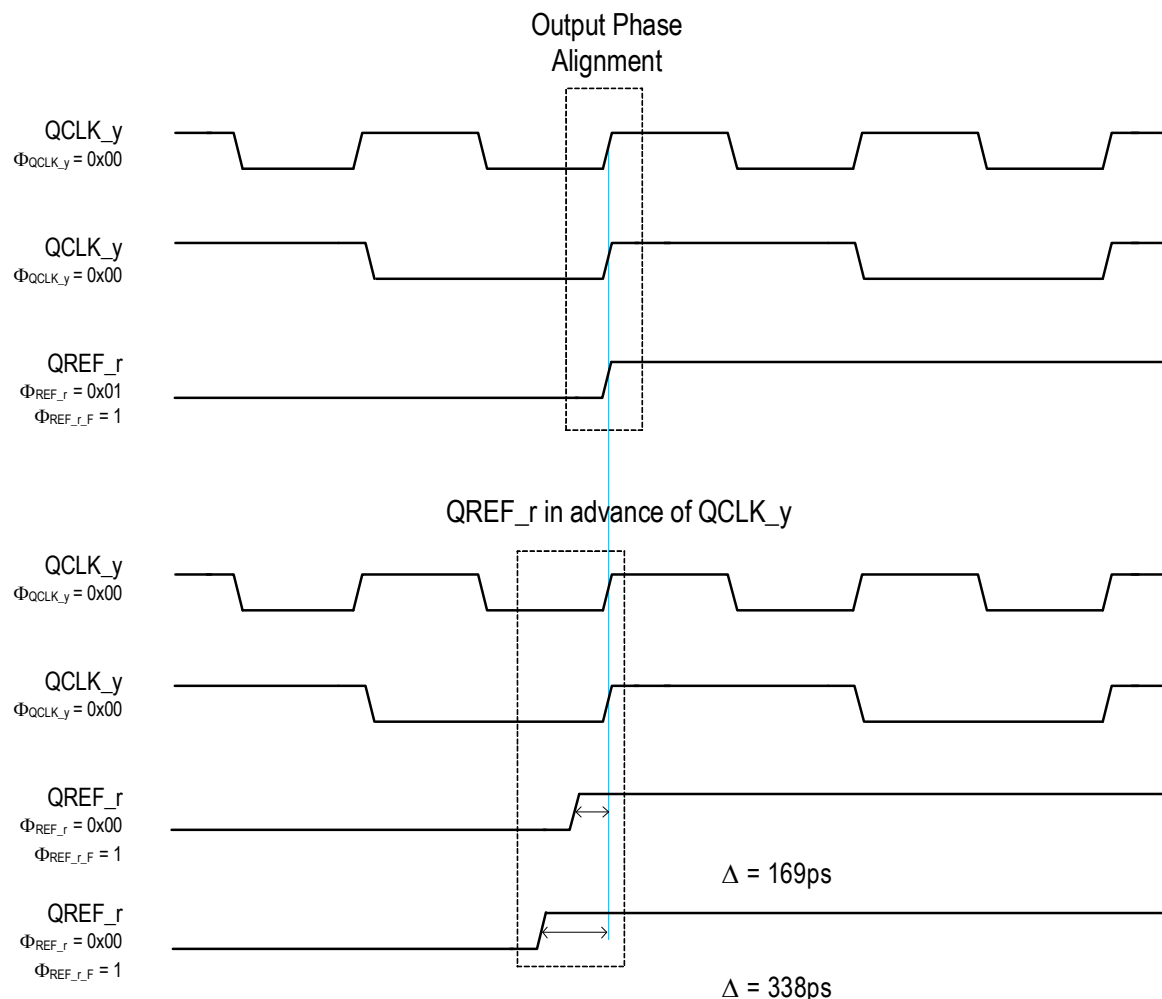 Output Phase
Alignment
QCLK_y
ΦQCLK_y = 0x00
QCLK_y
ΦQCLK_y = 0x00
QREF_r
ΦREF_r = 0x01
ΦREF_r_F = 1
QREF_r in advance of QCLK_y
QCLK_y
ΦQCLK_y = 0x00
QCLK_y
ΦQCLK_y = 0x00
QREF_r
ΦREF_r = 0x00
ΦREF_r_F = 1
Δ = 169ps
QREF_r
ΦREF_r = 0x00
ΦREF_r_F = 1
Δ = 338ps